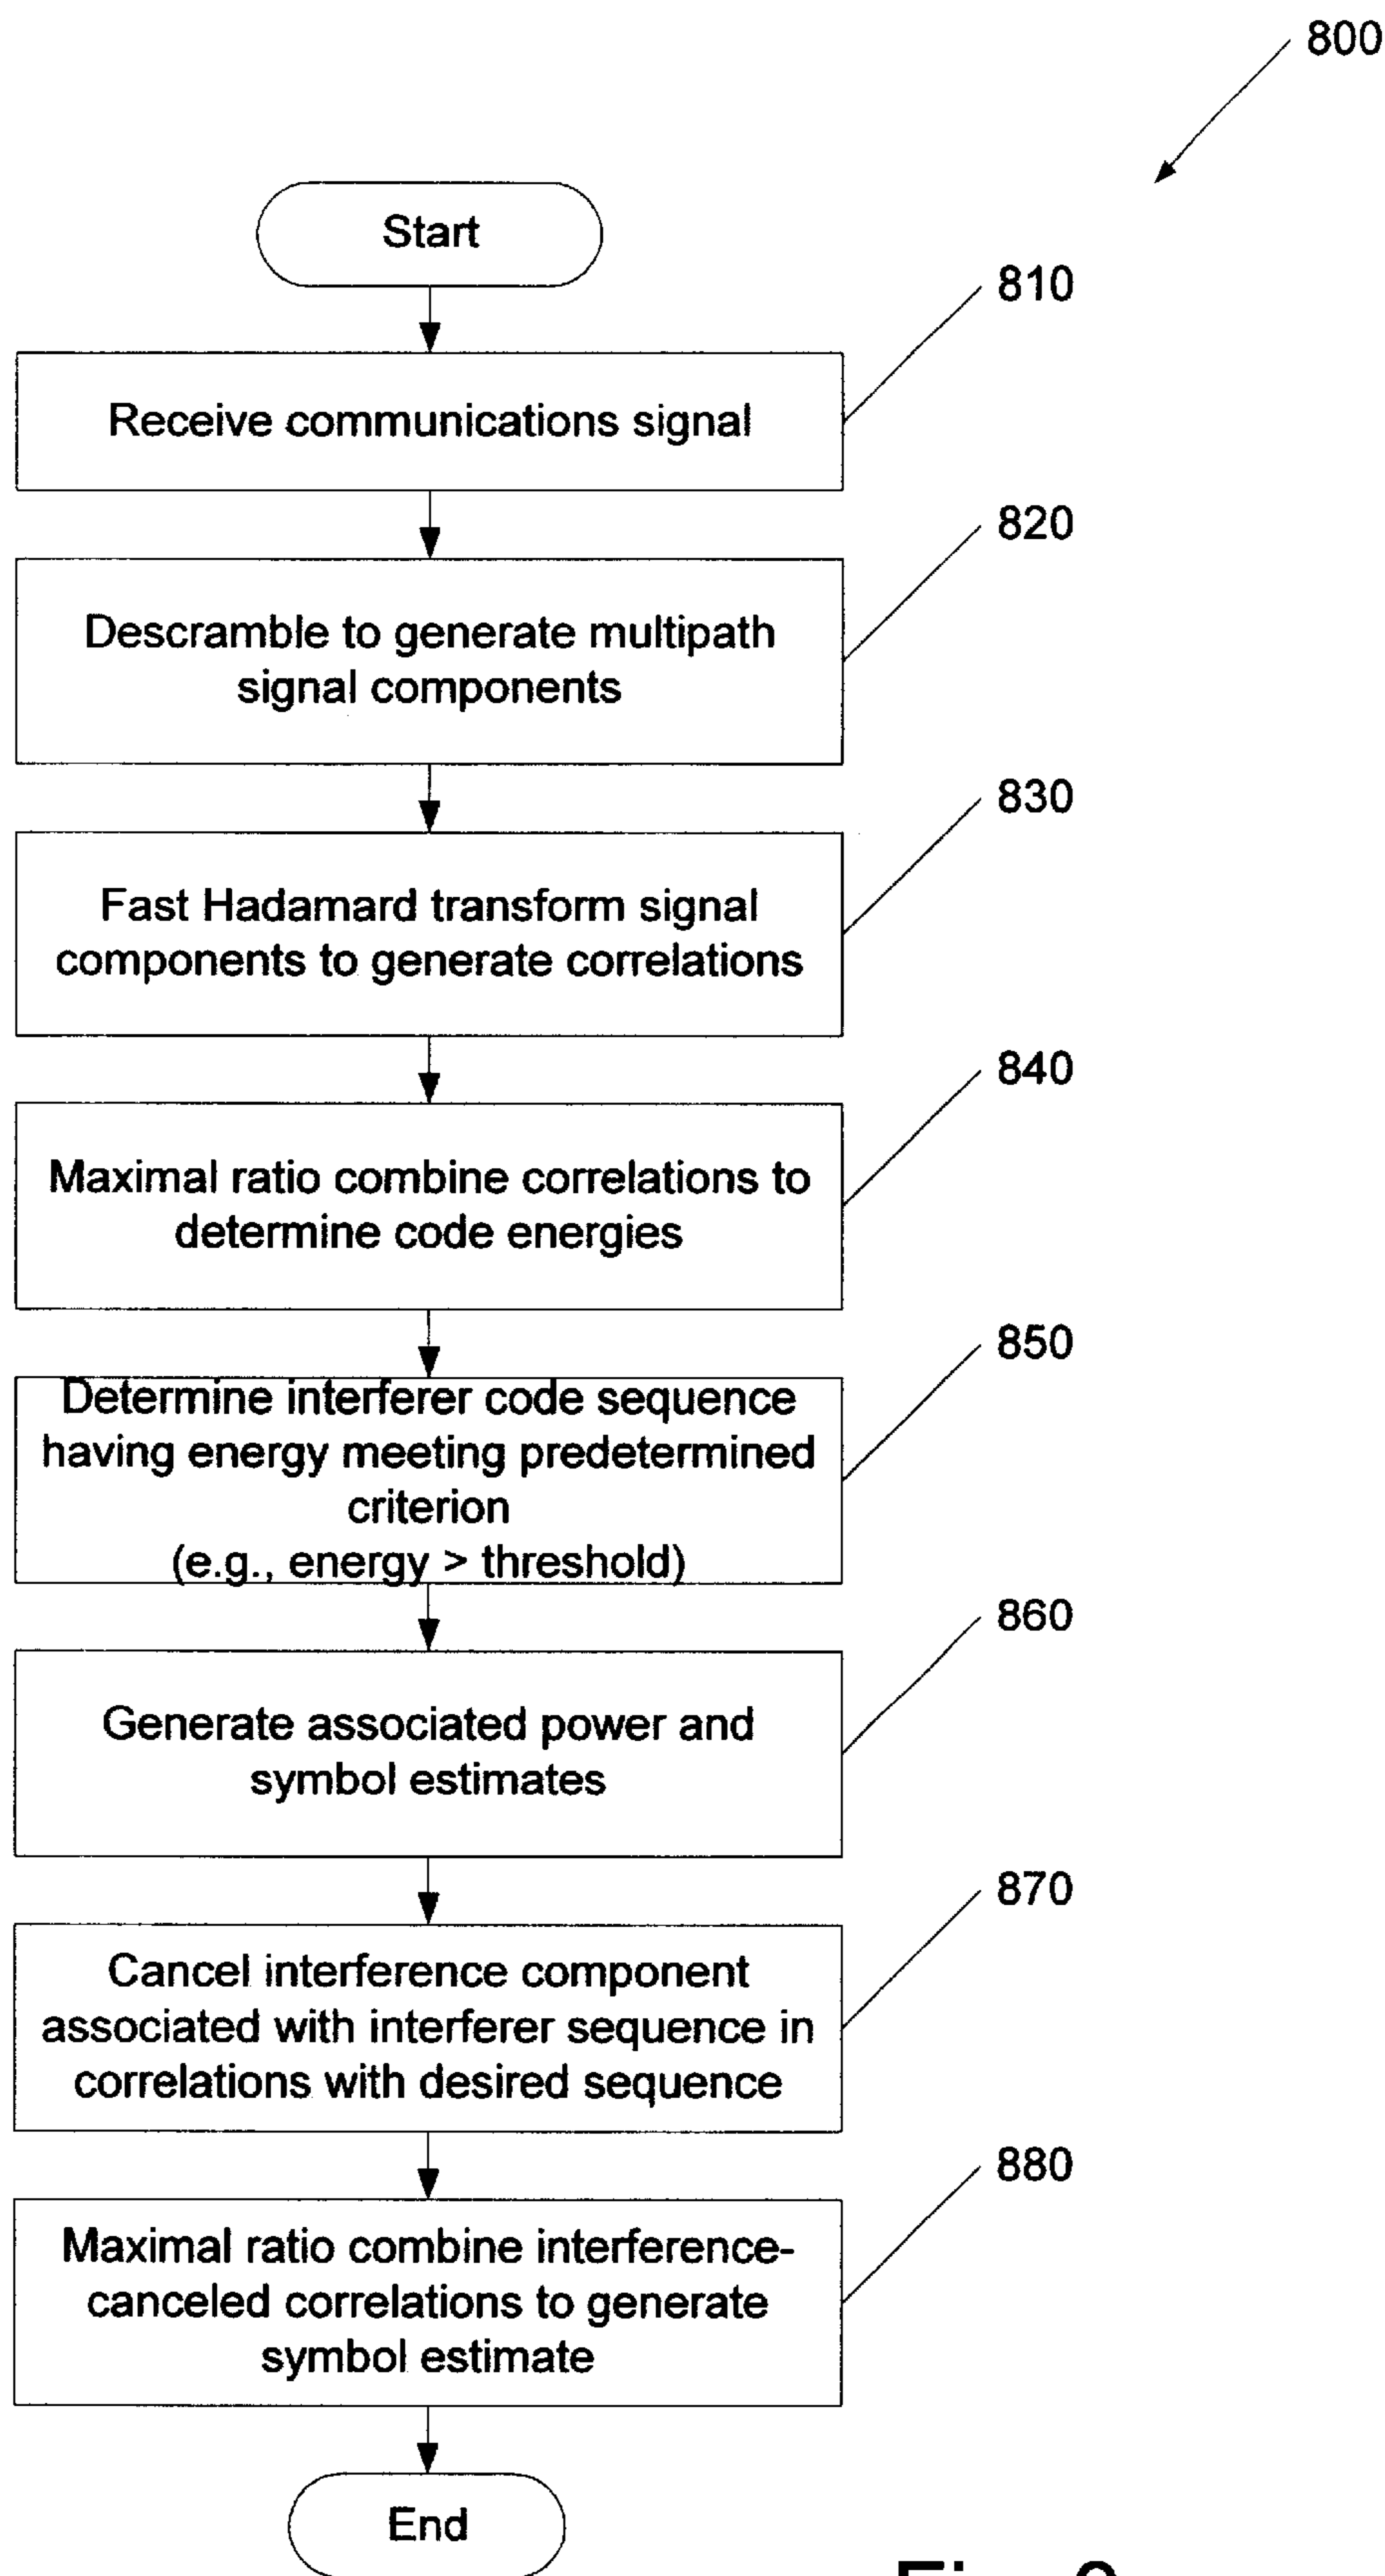 800
Start
810
Receive communications signal
820
Descramble to generate multipath
signal components
830
Fast Hadamard transform signal
components to generate correlations
840
Maximal ratio combine correlations to
determine code energies
850
Determine interferer code sequence
having energy meeting predetermined
criterion
(e.g., energy > threshold)
860
Generate associated power and
symbol estimates
870
Cancel interference component
associated with interferer sequence in
correlations with desired sequence
880
Maximal ratio combine interference-
canceled correlations to generate
symbol estimate
End